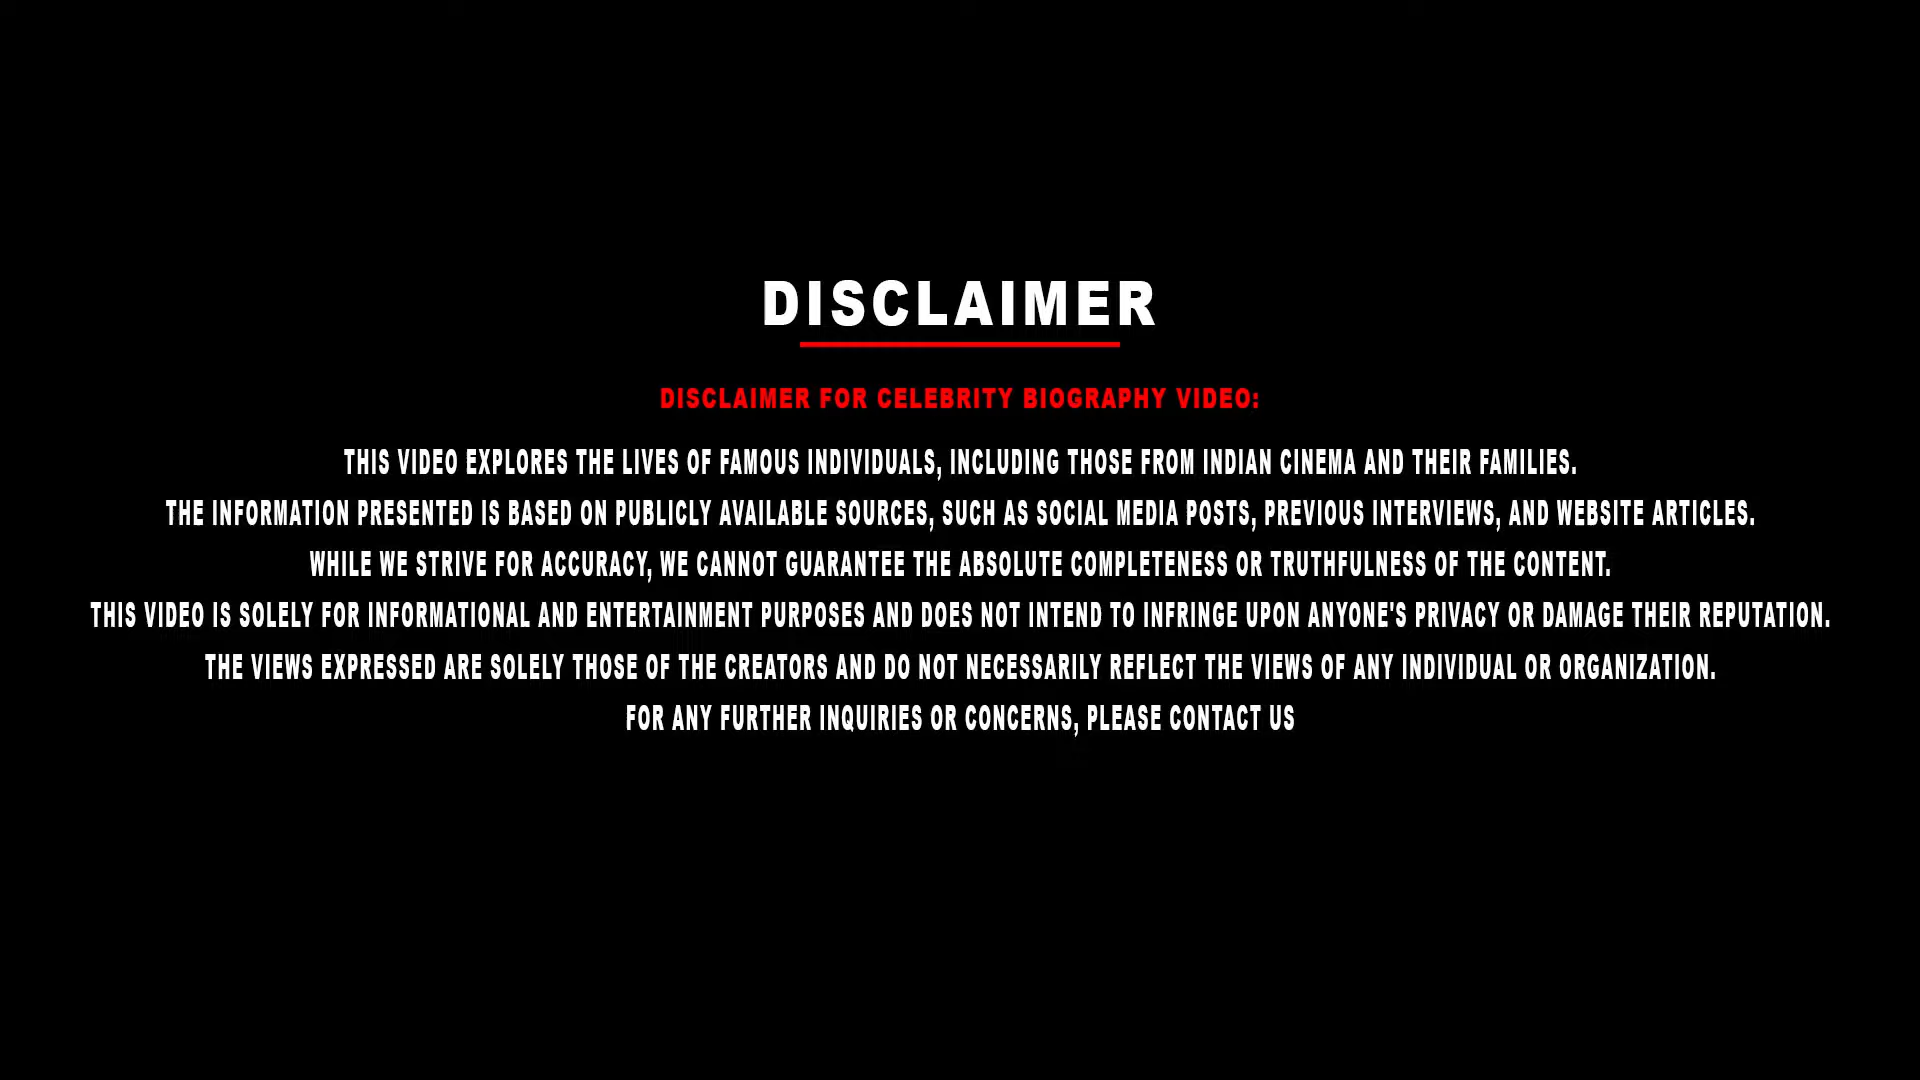 DISCLAIMER
DISCLAIMER FOR CELEBRITY BIOGRAPHY VIDEO:
THIS VIDEO EXPLORES THE LIVES OF FAMOUS INDIVIDUALS, INCLUDING THOSE FROM INDIAN CINEMA AND THEIR FAMILIES.
THE INFORMATION PRESENTED IS BASED ON PUBLICLY AVAILABLE SOURCES, SUCH AS SOCIAL MEDIA POSTS, PREVIOUS INTERVIEWS, AND WEBSITE ARTICLES.
WHILE WE STRIVE FOR ACCURACY, WE CANNOT GUARANTEE THE ABSOLUTE COMPLETENESS OR TRUTHFULNESS OF THE CONTENT.
THIS VIDEO IS SOLELY FOR INFORMATIONAL AND ENTERTAINMENT PURPOSES AND DOES NOT INTEND TO INFRINGE UPON ANYONE'S PRIVACY OR DAMAGE THEIR REPUTATION.
THE VIEWS EXPRESSED ARE SOLELY THOSE OF THE CREATORS AND DO NOT NECESSARILY REFLECT THE VIEWS OF ANY INDIVIDUAL OR ORGANIZATION.
FOR ANY FURTHER INQUIRIES OR CONCERNS, PLEASE CONTACT US